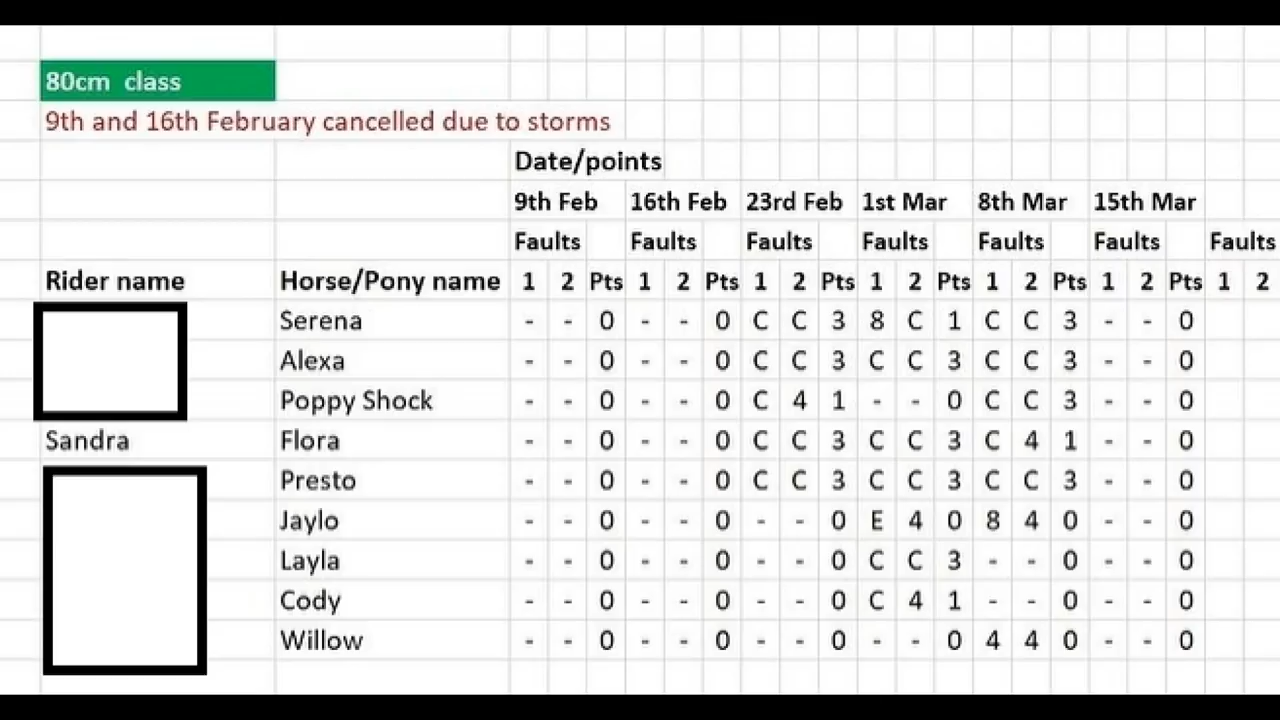 80cm  class
9th and 16th February cancelled due to storms
Date/points
9th Feb 16th Feb 23rd Feb 1st Mar 8th Mar 15th Mar
Faults Faults Faults Faults Faults Faults Faults
Rider name Horse/Pony name 1 2 Pts 1 2 Pts 1 2 Pts 1 2 Pts 1 2 Pts 1 2 Pts 1 2
Serena - - 0 - - 0 C C 3 8 C 1 C C 3 - - 0
Alexa - - 0 - - 0 C C 3 C C 3 C C 3 - - 0
Poppy Shock - - 0 - - 0 C 4 1 - - 0 C C 3 - - 0
Sandra Flora - - 0 - - 0 C C 3 C C 3 C 4 1 - - 0
Presto - - 0 - - 0 C C 3 C C 3 C C 3 - - 0
Jaylo - - 0 - - 0 - - 0 E 4 0 8 4 0 - - 0
Layla - - 0 - - 0 - - 0 C C 3 - - 0 - - 0
Cody - - 0 - - 0 - - 0 C 4 1 - - 0 - - 0
Willow - - 0 - - 0 - - 0 - - 0 4 4 0 - - 0